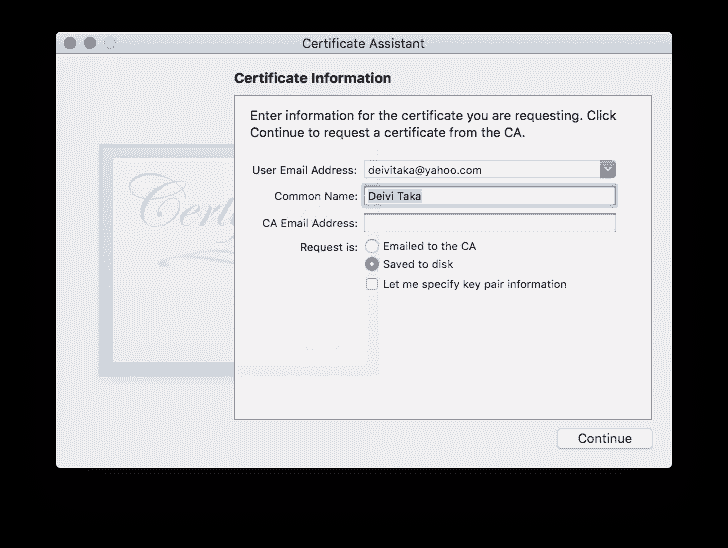 Certificate Assistant
Certificate Information
Enter information for the certificate you are requesting. Click
Continue to request a certificate from the CA.
User Email Address: deivitaka@yahoo.com
Common Name: Deivi Taka
CA Email Address:
Request is: Emailed to the CA
Saved to disk
Let me specify key pair information
Continue